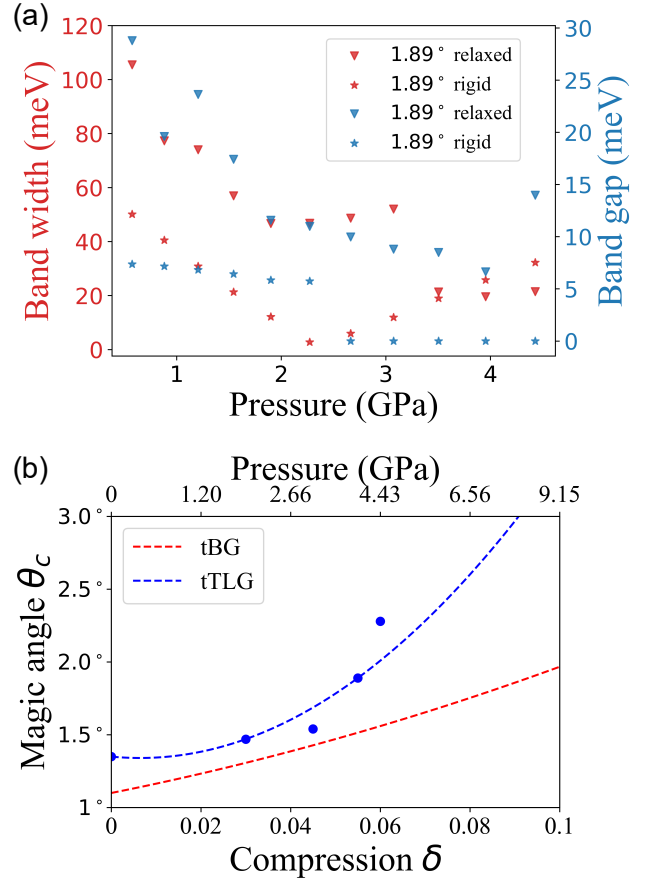 (a)
120
100
80
60
40
20
0
Band width (meV)
1.89° relaxed
1.89° rigid
1.89° relaxed
1.89° rigid
30
25
20
15
10
5
0
Band gap (meV)
1 2 3 4
Pressure (GPa)
(b)
Pressure (GPa)
0 1.20 2.66 4.43 6.56 9.15
3.0°
2.5°
2.0°
1.5°
1°
Magic angle θc
tBG
tTLG
0 0.02 0.04 0.06 0.08 0.1
Compression δ